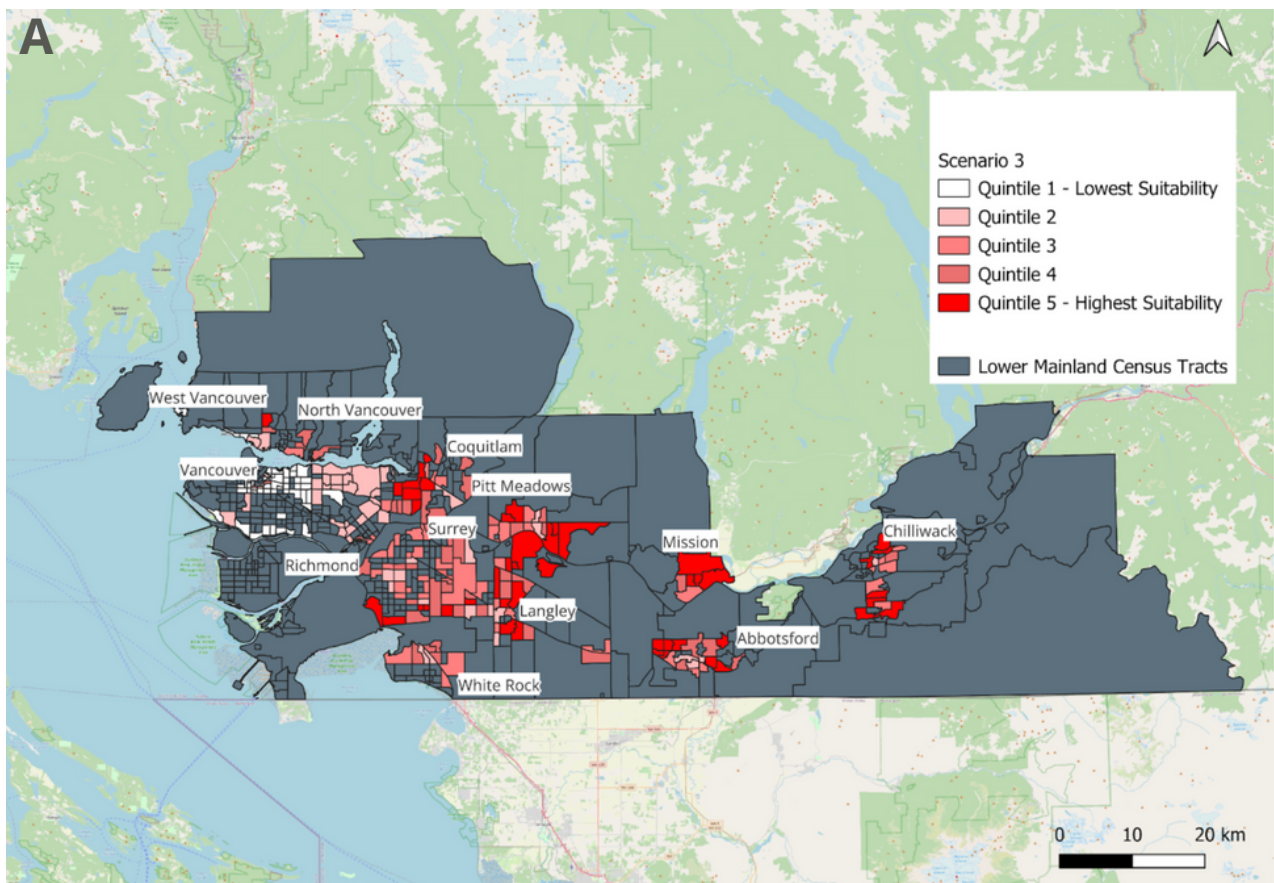 A
Scenario 3
Quintile 1 - Lowest Suitability
Quintile 2
Quintile 3
Quintile 4
Quintile 5 - Highest Suitability
Lower Mainland Census Tracts
West Vancouver
North Vancouver
Coquitlam
Vancouver
Pitt Meadows
Surrey
Chilliwack
Mission
Richmond
Langley
Abbotsford
White Rock
0 10 20 km